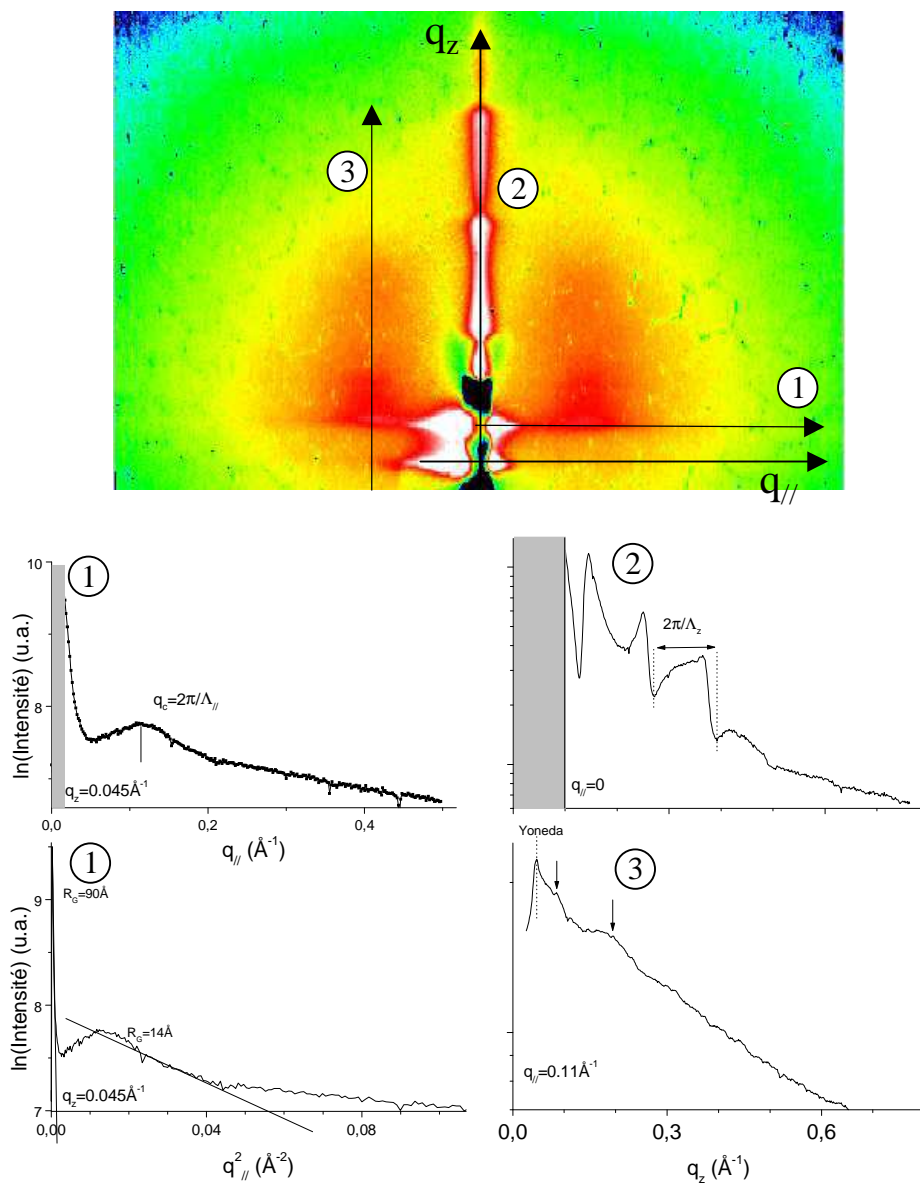 q_z
3
2
1
q_//
10
9
8
ln(Intensité) (u.a.)
1
q_c=2π/Λ_//
q_z=0.045Å⁻¹
0,0 0,2 0,4
q_// (Å⁻¹)
2
2π/Λ_z
q_//=0
1
9
8
7
ln(Intensité) (u.a.)
R_G=90Å
R_G=14Å
q_z=0.045Å⁻¹
0,00 0,04 0,08
q²_// (Å⁻²)
Yoneda
3
q_//=0.11Å⁻¹
0,0 0,3 0,6
q_z (Å⁻¹)